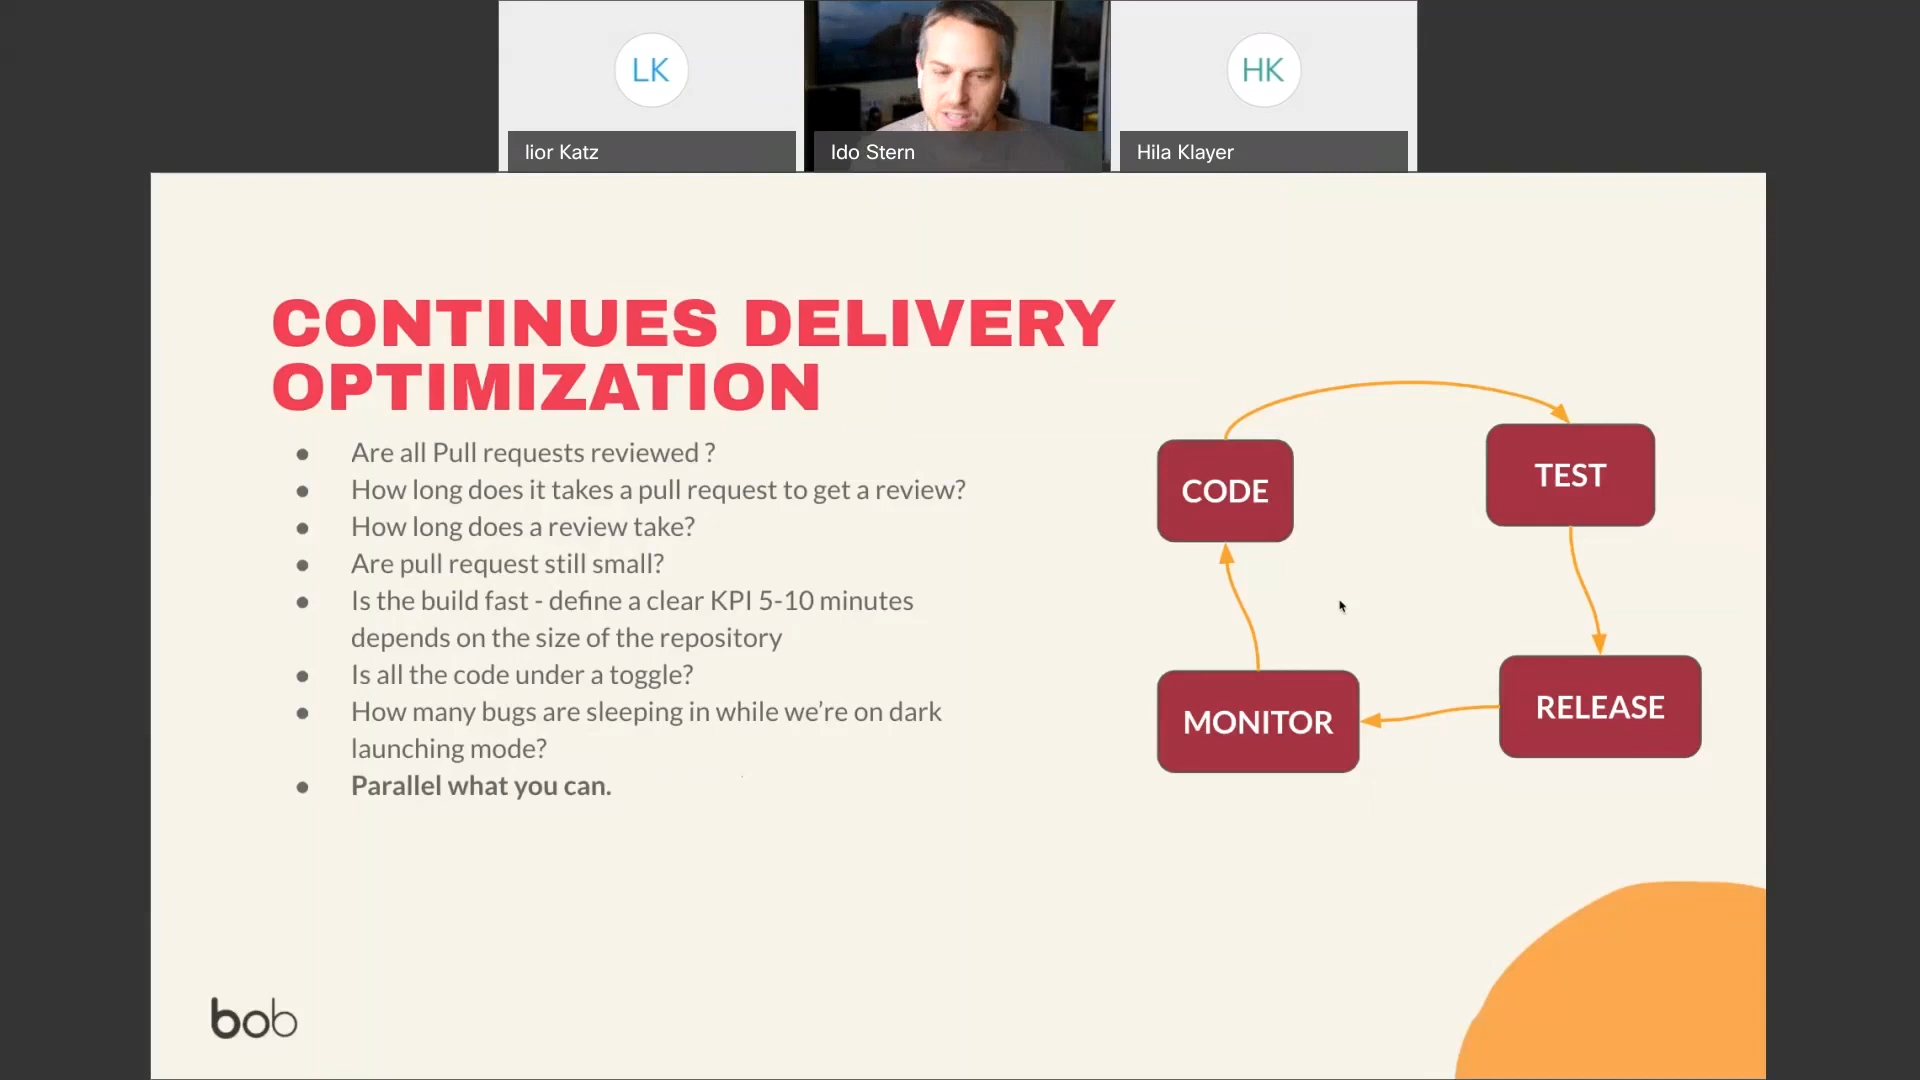 LK
HK
lior Katz
Ido Stern
Hila Klayer
CONTINUES DELIVERY
OPTIMIZATION
● Are all Pull requests reviewed ?
● How long does it takes a pull request to get a review?
● How long does a review take?
● Are pull request still small?
● Is the build fast - define a clear KPI 5-10 minutes
depends on the size of the repository
● Is all the code under a toggle?
● How many bugs are sleeping in while we’re on dark
launching mode?
● Parallel what you can.
CODE
TEST
MONITOR
RELEASE
bob